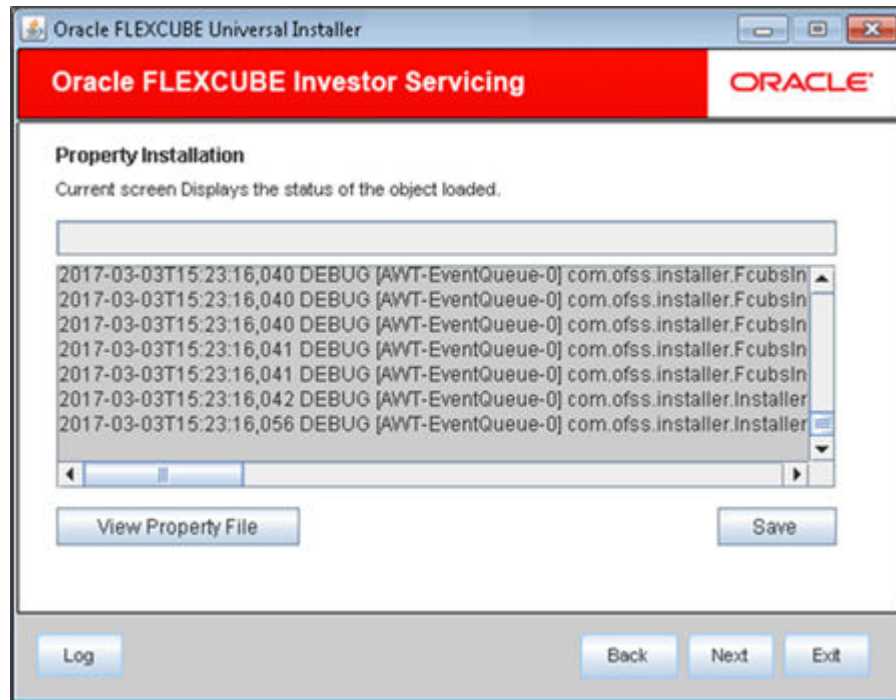 Oracle FLEXCUBE Universal Installer
Oracle FLEXCUBE Investor Servicing
ORACLE
Property Installation
Current screen Displays the status of the object loaded.
2017-03-03T15:23:16,040 DEBUG [AWT-EventQueue-0] com.ofss.installer.FcubsIn
2017-03-03T15:23:16,040 DEBUG [AWT-EventQueue-0] com.ofss.installer.FcubsIn
2017-03-03T15:23:16,040 DEBUG [AWT-EventQueue-0] com.ofss.installer.FcubsIn
2017-03-03T15:23:16,041 DEBUG [AWT-EventQueue-0] com.ofss.installer.FcubsIn
2017-03-03T15:23:16,041 DEBUG [AWT-EventQueue-0] com.ofss.installer.FcubsIn
2017-03-03T15:23:16,042 DEBUG [AWT-EventQueue-0] com.ofss.installer.Installer
2017-03-03T15:23:16,056 DEBUG [AWT-EventQueue-0] com.ofss.installer.Installer
View Property File Save
Log Back Next Exit